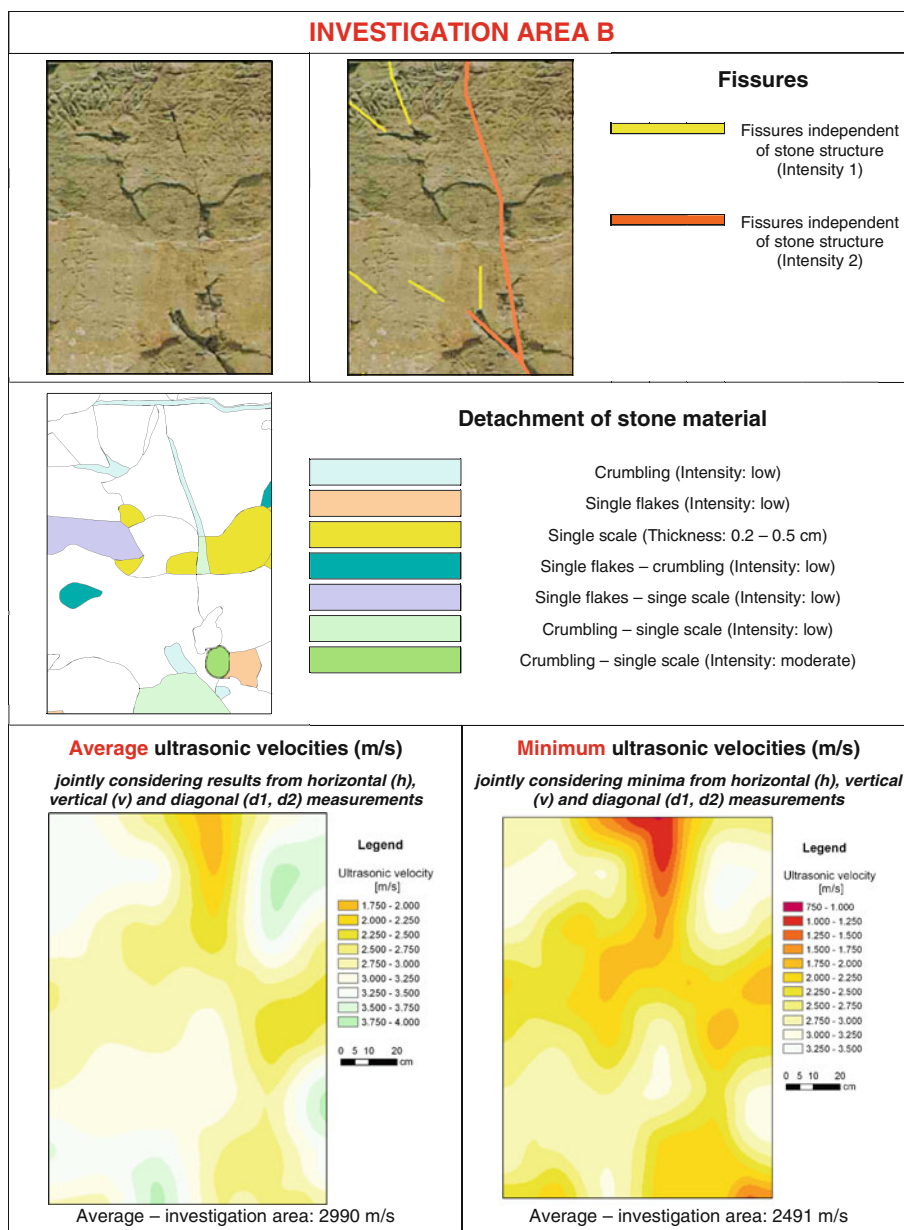 INVESTIGATION AREA B
Fissures
Fissures independent
of stone structure
(Intensity 1)
Fissures independent
of stone structure
(Intensity 2)
Detachment of stone material
Crumbling (Intensity: low)
Single flakes (Intensity: low)
Single scale (Thickness: 0.2 – 0.5 cm)
Single flakes – crumbling (Intensity: low)
Single flakes – singe scale (Intensity: low)
Crumbling – single scale (Intensity: low)
Crumbling – single scale (Intensity: moderate)
Average ultrasonic velocities (m/s)
jointly considering results from horizontal (h),
vertical (v) and diagonal (d1, d2) measurements
Legend
Ultrasonic velocity
[m/s]
1.750 - 2.000
2.000 - 2.250
2.250 - 2.500
2.500 - 2.750
2.750 - 3.000
3.000 - 3.250
3.250 - 3.500
3.500 - 3.750
3.750 - 4.000
0 5 10 20
cm
Average – investigation area: 2990 m/s
Minimum ultrasonic velocities (m/s)
jointly considering minima from horizontal (h), vertical
(v) and diagonal (d1, d2) measurements
Legend
Ultrasonic velocity
[m/s]
750 - 1.000
1.000 - 1.250
1.250 - 1.500
1.500 - 1.750
1.750 - 2.000
2.000 - 2.250
2.250 - 2.500
2.500 - 2.750
2.750 - 3.000
3.000 - 3.250
3.250 - 3.500
0 5 10 20
cm
Average – investigation area: 2491 m/s